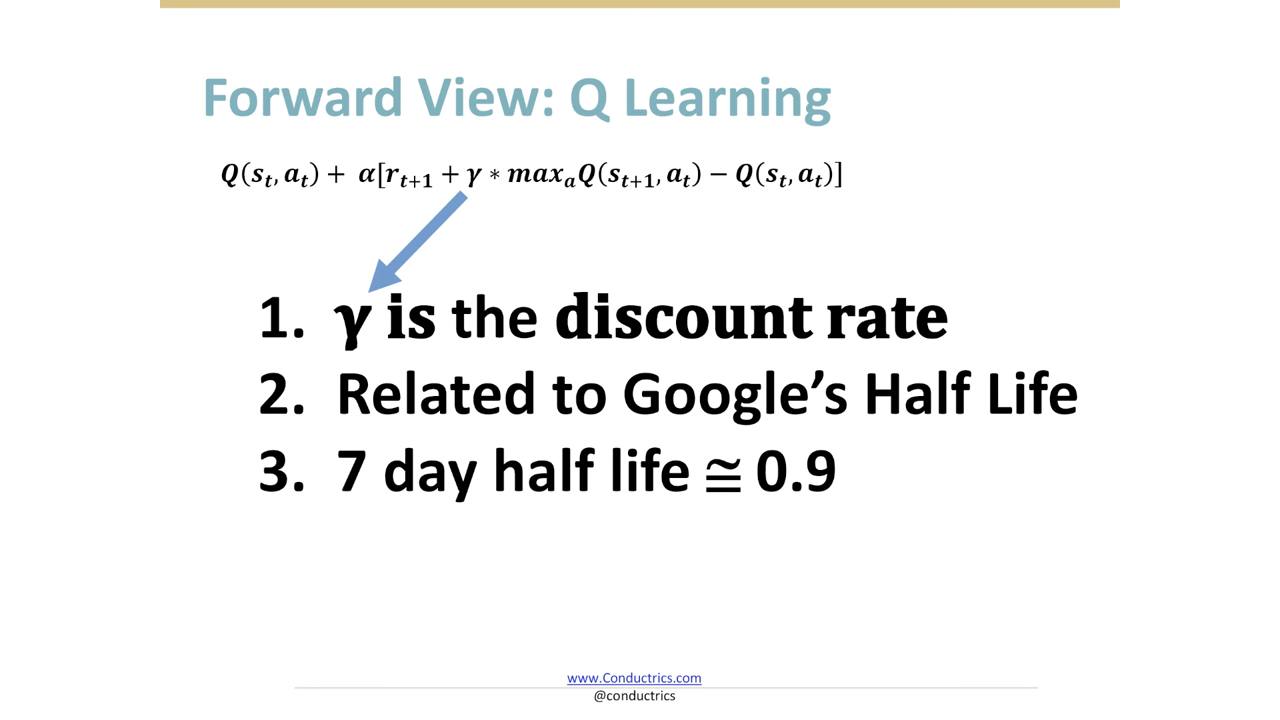 Forward View: Q Learning
Q(s_t, a_t) + α[r_{t+1} + γ * max_a Q(s_{t+1}, a_t) − Q(s_t, a_t)]
1. γ is the discount rate
2. Related to Google’s Half Life
3. 7 day half life ≅ 0.9
www.Conductrics.com
@conductrics